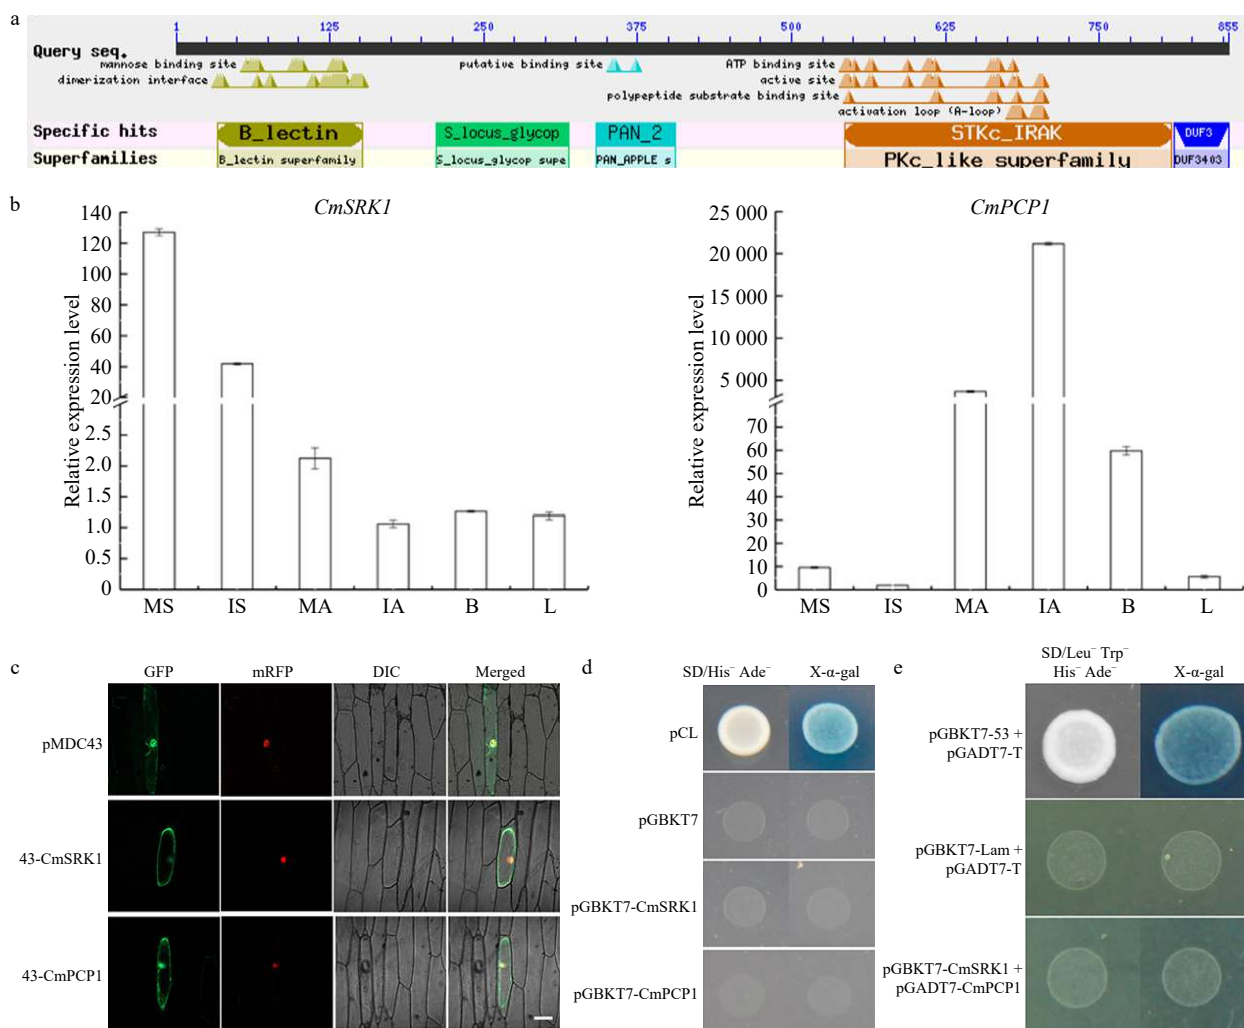 a
1 125 250 375 500 625 750 855
Query seq.
mannose binding site putative binding site ATP binding site
dimerization interface active site
polypeptide substrate binding site
activation loop (A-loop)
Specific hits B_lectin S_locus_glycop PAN_2 STKc_IRAK DUF3
Superfamilies B_lectin superfamily S_locus_glycop supe PAN_APPLE s PKc_like superfamily DUF3403
b
CmSRK1
Relative expression level
140
120
100
80
60
40
20
2.5
2.0
1.5
1.0
0.5
0
MS IS MA IA B L
CmPCP1
Relative expression level
25 000
20 000
15 000
10 000
5 000
70
60
50
40
30
20
10
0
MS IS MA IA B L
c
GFP mRFP DIC Merged
pMDC43
43-CmSRK1
43-CmPCP1
d
SD/His⁻ Ade⁻ X-α-gal
pCL
pGBKT7
pGBKT7-CmSRK1
pGBKT7-CmPCP1
e
SD/Leu⁻ Trp⁻
His⁻ Ade⁻ X-α-gal
pGBKT7-53 +
pGADT7-T
pGBKT7-Lam +
pGADT7-T
pGBKT7-CmSRK1 +
pGADT7-CmPCP1